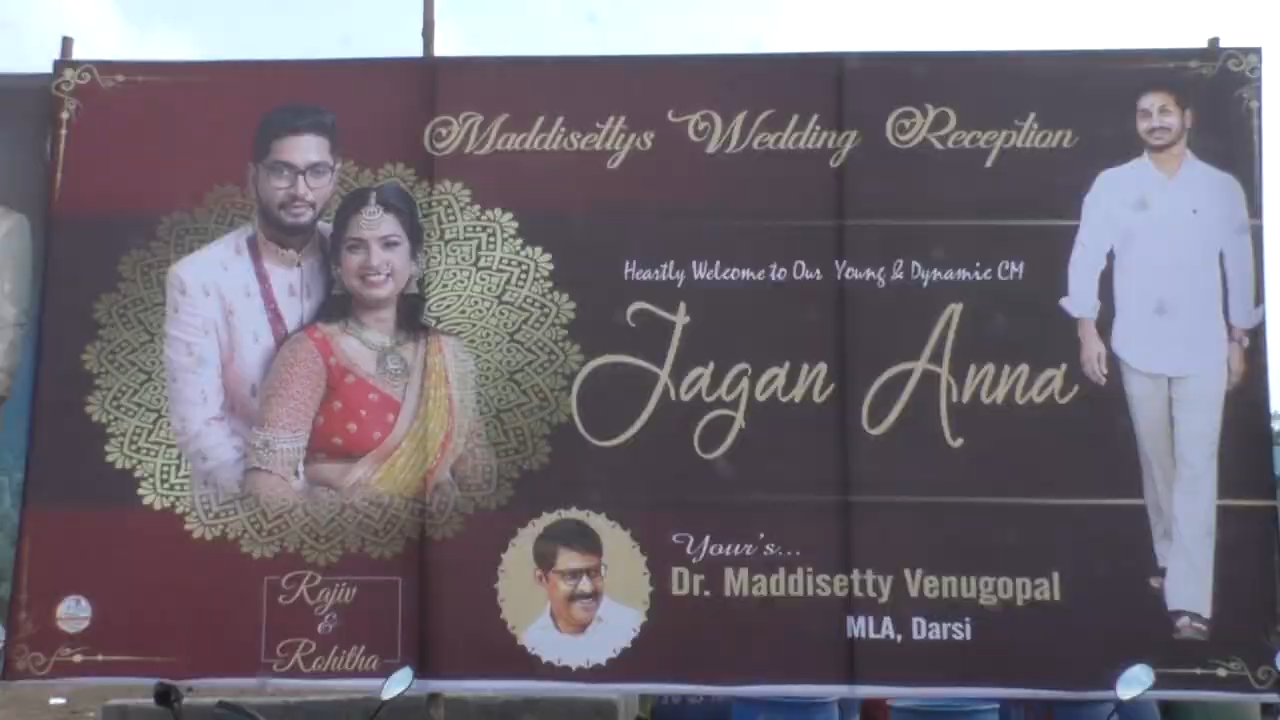 Maddisettys Wedding Reception
Heartly Welcome to Our Young & Dynamic CM
Jagan Anna
Your's...
Dr. Maddisetty Venugopal
MLA, Darsi
Rajiv
&
Rohitha